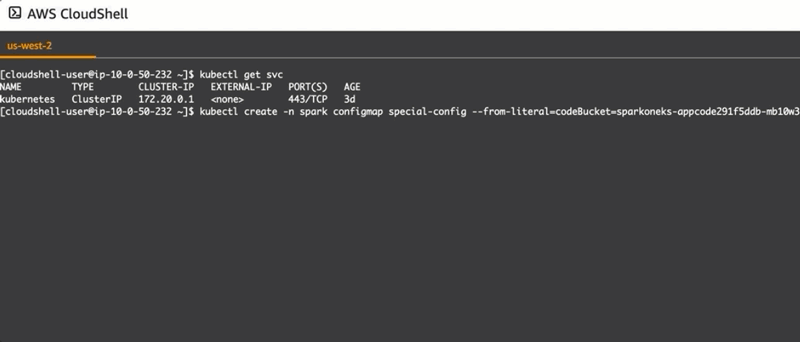 AWS CloudShell
us-west-2
[cloudshell-user@ip-10-0-50-232 ~]$ kubectl get svc
NAME TYPE CLUSTER-IP EXTERNAL-IP PORT(S) AGE
kubernetes ClusterIP 172.20.0.1 <none> 443/TCP 3d
[cloudshell-user@ip-10-0-50-232 ~]$ kubectl create -n spark configmap special-config --from-literal=codeBucket=sparkoneks-appcode291f5ddb-mb10w3